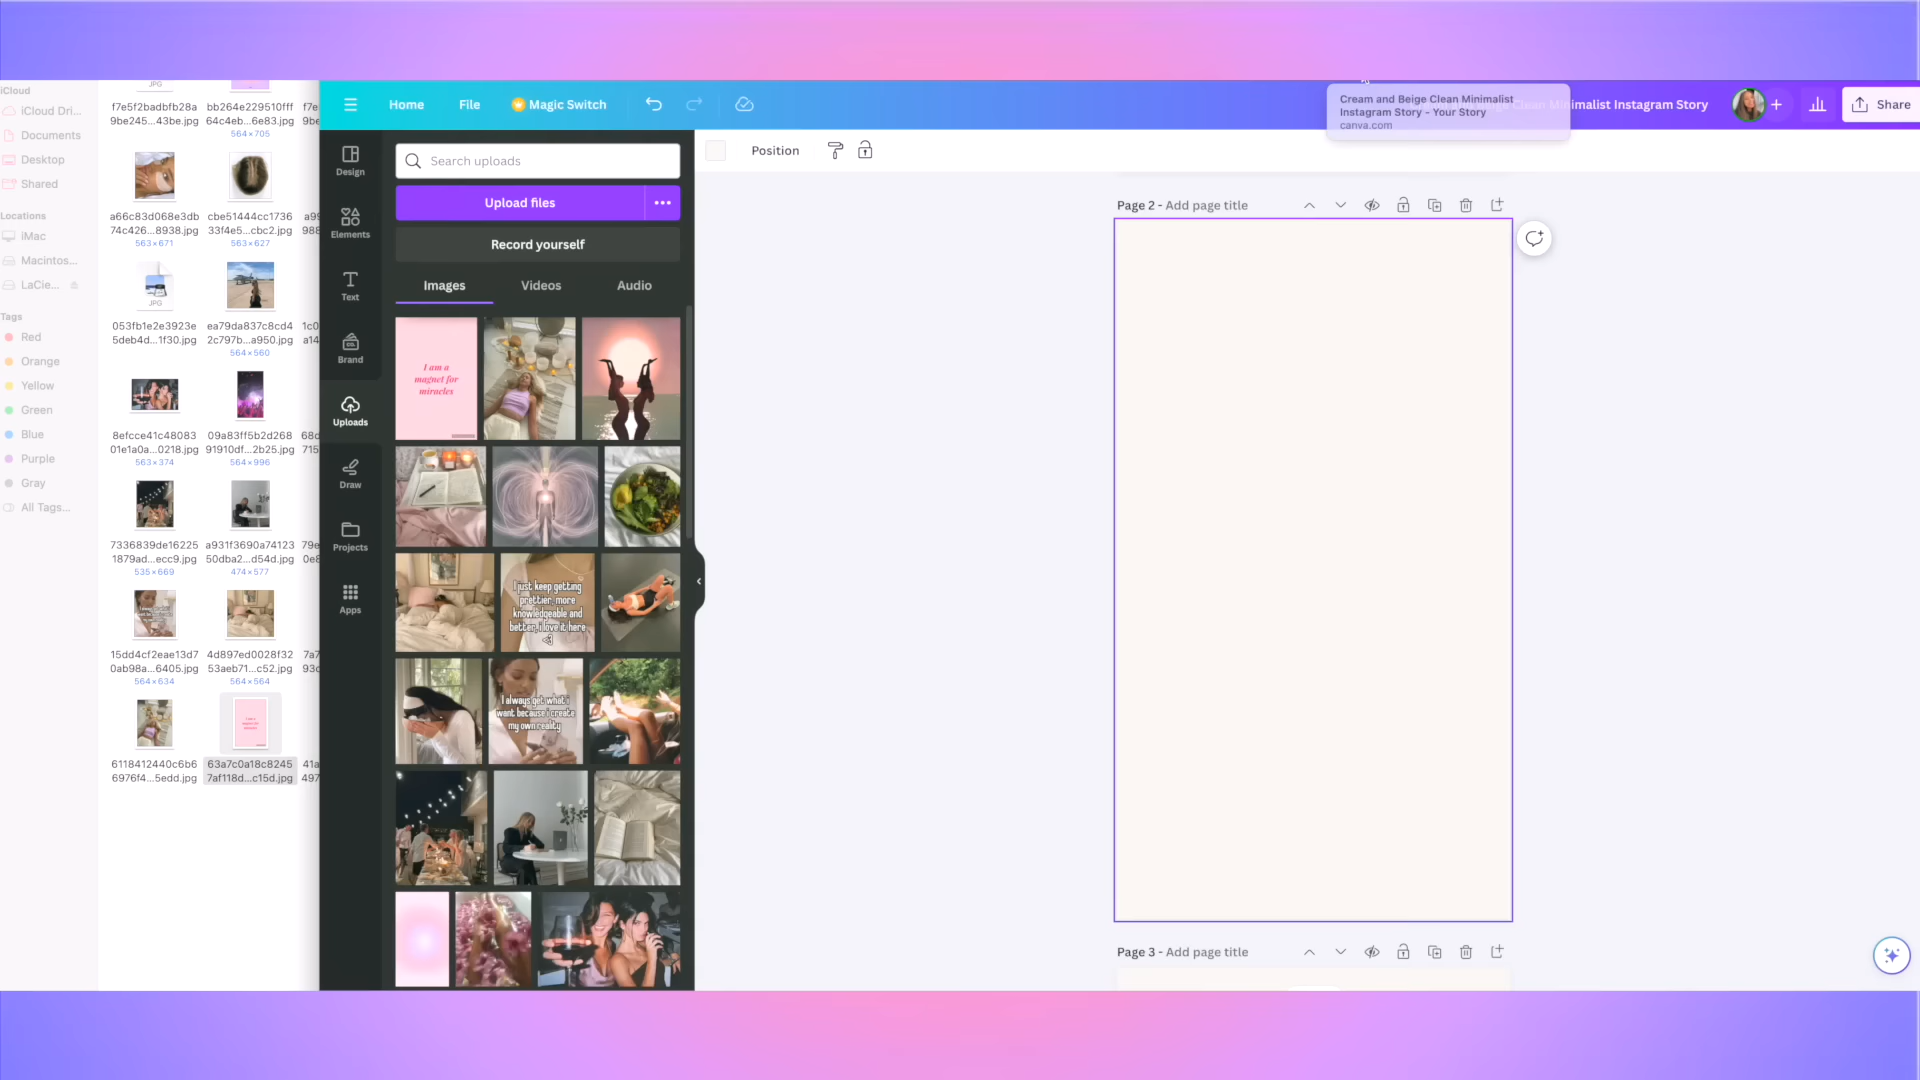 iCloud
iCloud Dri...
Documents
Desktop
Shared
Locations
iMac
Macintos...
LaCie...
Tags
Red
Orange
Yellow
Green
Blue
Purple
Gray
All Tags...
JPG
f7e5f2badbfb28a
9be245...43be.jpg
bb264e229510fff
64c4eb...6e83.jpg
564×705
f7e
9be
a66c83d068e3db
74c426...8938.jpg
563×671
cbe51444cc1736
33f4e5...cbc2.jpg
563×627
a99
988
JPG
053fb1e2e3923e
5deb4d...1f30.jpg
ea79da837c8cd4
2c797b...a950.jpg
564×560
1c0
a14
8efcce41c48083
01e1a0a...0218.jpg
563×374
09a83ff5b2d268
91910df...2b25.jpg
564×996
68d
715
7336839de16225
1879ad...ecc9.jpg
535×669
a931f3690a74123
50dba2...d54d.jpg
474×577
79e
0e8
15dd4cf2eae13d7
0ab98a...6405.jpg
564×634
4d897ed0028f32
53aeb71...c52.jpg
564×564
7a7
93c
6118412440c6b6
6976f4...5edd.jpg
63a7c0a18c8245
7af118d...c15d.jpg
41a
497
Home
File
Magic Switch
Cream and Beige Clean Minimalist
Instagram Story - Your Story
canva.com
Clean Minimalist Instagram Story
Share
Design
Elements
Text
Brand
Uploads
Draw
Projects
Apps
Search uploads
Upload files
Record yourself
Images
Videos
Audio
I am a
magnet for
miracles
I just keep getting
prettier, more
knowledgeable and
better, i love it here
<3
I always get what i
want because i create
my own reality
Position
Page 2 - Add page title
Page 3 - Add page title